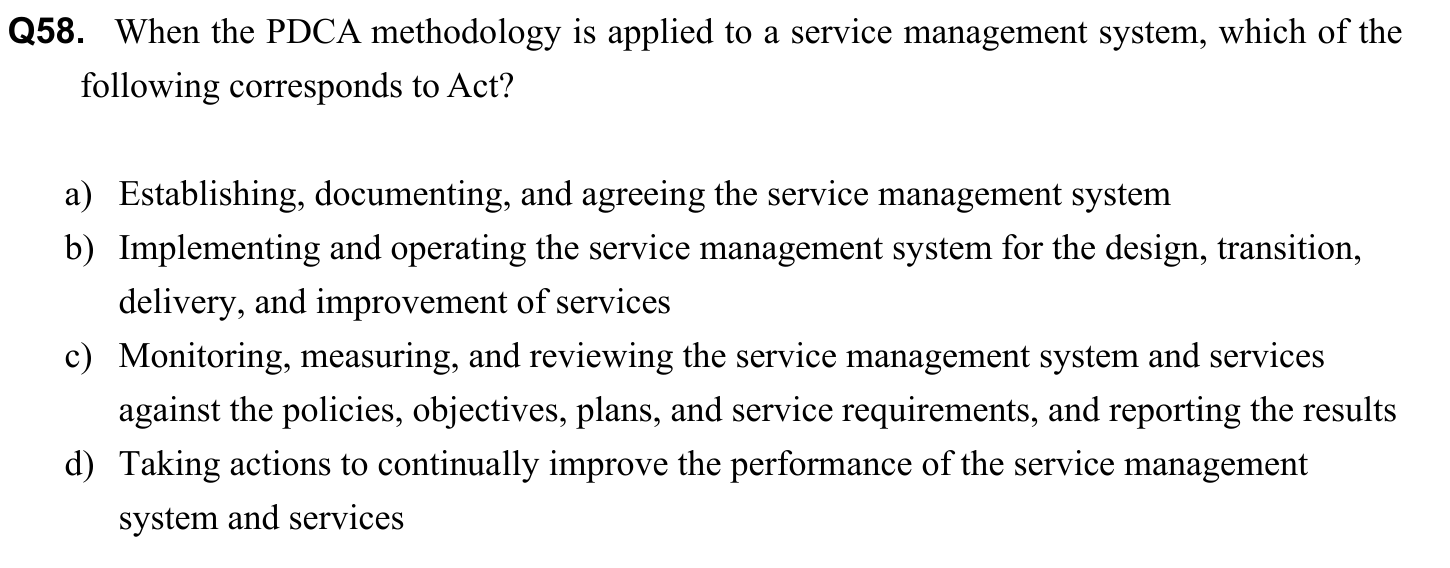 Q58. When the PDCA methodology is applied to a service management system, which of the
following corresponds to Act?
a) Establishing, documenting, and agreeing the service management system
b) Implementing and operating the service management system for the design, transition,
delivery, and improvement of services
c) Monitoring, measuring, and reviewing the service management system and services
against the policies, objectives, plans, and service requirements, and reporting the results
d) Taking actions to continually improve the performance of the service management
system and services